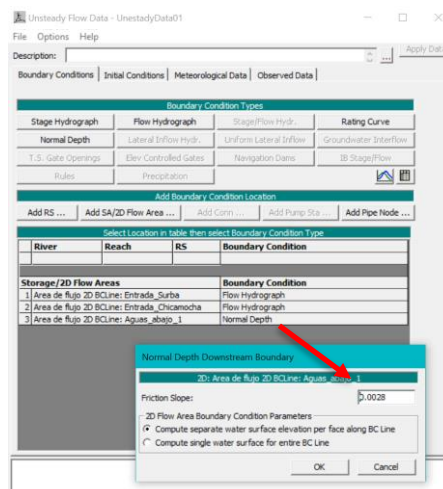 Unsteady Flow Data - UnestadyData01
File Options Help
Description: ... Apply Data
Boundary Conditions Initial Conditions Meteorological Data Observed Data
Boundary Condition Types
Stage Hydrograph Flow Hydrograph Stage/Flow Hydr. Rating Curve
Normal Depth Lateral Inflow Hydr. Uniform Lateral Inflow Groundwater Interflow
T.S. Gate Openings Elev Controlled Gates Navigation Dams IB Stage/Flow
Rules Precipitation
Add Boundary Condition Location
Add RS ... Add SA/2D Flow Area ... Add Conn ... Add Pump Sta ... Add Pipe Node ...
Select Location in table then select Boundary Condition Type
River Reach RS Boundary Condition
Storage/2D Flow Areas Boundary Condition
1 Area de flujo 2D BCLine: Entrada_Surba Flow Hydrograph
2 Area de flujo 2D BCLine: Entrada_Chicamocha Flow Hydrograph
3 Area de flujo 2D BCLine: Aguas_abajo_1 Normal Depth
Normal Depth Downstream Boundary
2D: Area de flujo 2D BCLine: Aguas_abajo_1
Friction Slope: 0.0028
2D Flow Area Boundary Condition Parameters
Compute separate water surface elevation per face along BC Line
Compute single water surface for entire BC Line
OK Cancel